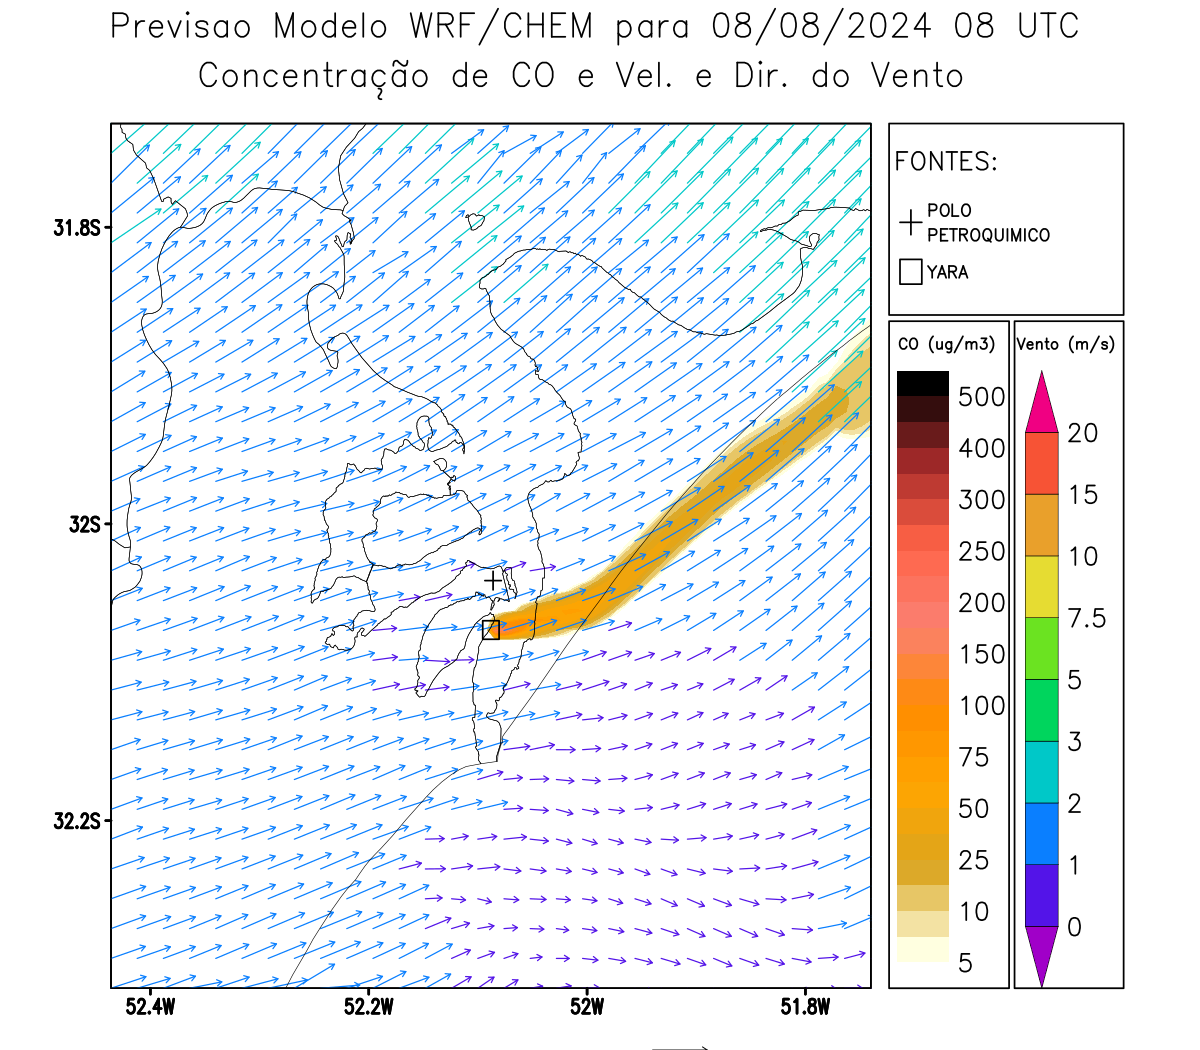 Previsao Modelo WRF/CHEM para 08/08/2024 08 UTC
Concentração de CO e Vel. e Dir. do Vento
FONTES:
POLO
PETROQUIMICO
YARA
31.8S
32S
32.2S
52.4W
52.2W
52W
51.8W
CO (ug/m3)
500
400
300
250
200
150
100
75
50
25
10
5
Vento (m/s)
20
15
10
7.5
5
3
2
1
0